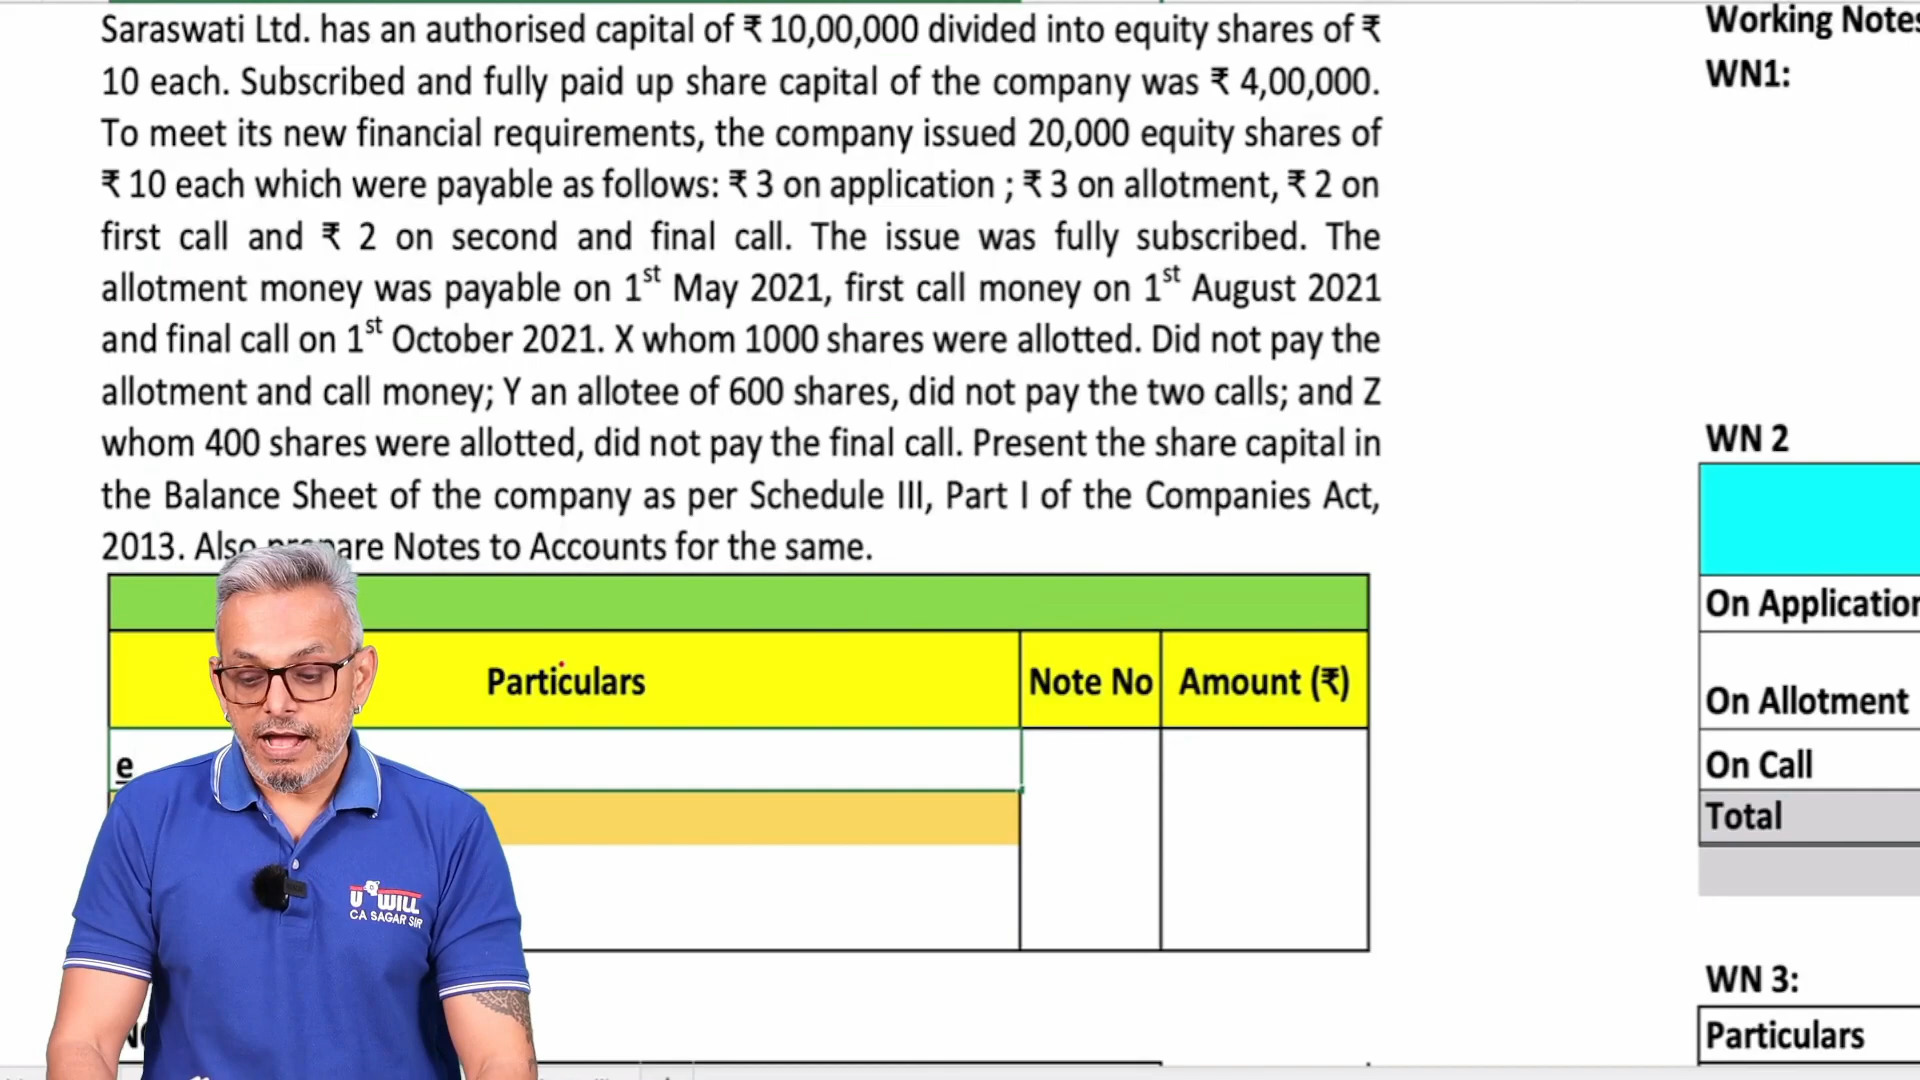 Saraswati Ltd. has an authorised capital of ₹ 10,00,000 divided into equity shares of ₹
10 each. Subscribed and fully paid up share capital of the company was ₹ 4,00,000.
To meet its new financial requirements, the company issued 20,000 equity shares of
₹ 10 each which were payable as follows: ₹ 3 on application ; ₹ 3 on allotment, ₹ 2 on
first call and ₹ 2 on second and final call. The issue was fully subscribed. The
allotment money was payable on 1st May 2021, first call money on 1st August 2021
and final call on 1st October 2021. X whom 1000 shares were allotted. Did not pay the
allotment and call money; Y an allotee of 600 shares, did not pay the two calls; and Z
whom 400 shares were allotted, did not pay the final call. Present the share capital in
the Balance Sheet of the company as per Schedule III, Part I of the Companies Act,
2013. Also prepare Notes to Accounts for the same.
Particulars Note No Amount (₹)
e
U WILL
CA SAGAR SIR
Working Notes
WN1:
WN 2
On Application
On Allotment
On Call
Total
WN 3:
Particulars